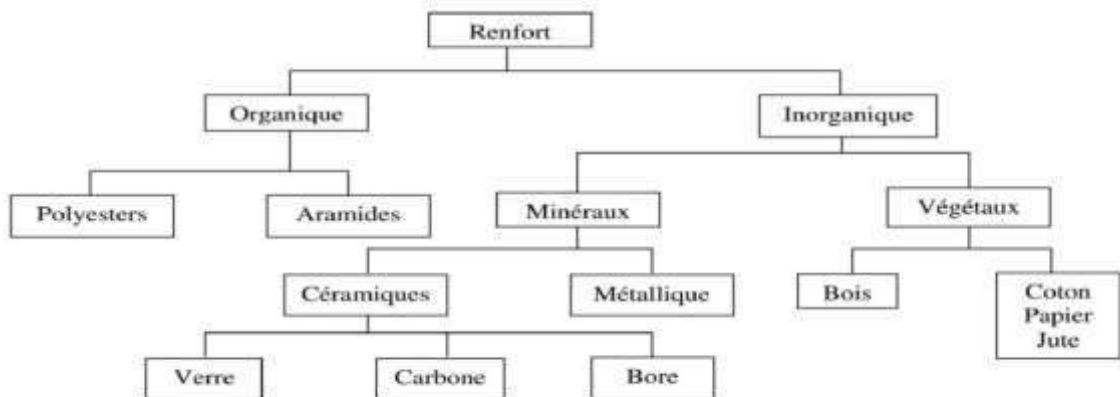 Renfort
Organique
Inorganique
Polyesters
Aramides
Minéraux
Végétaux
Céramiques
Métallique
Bois
Coton
Papier
Jute
Verre
Carbone
Bore